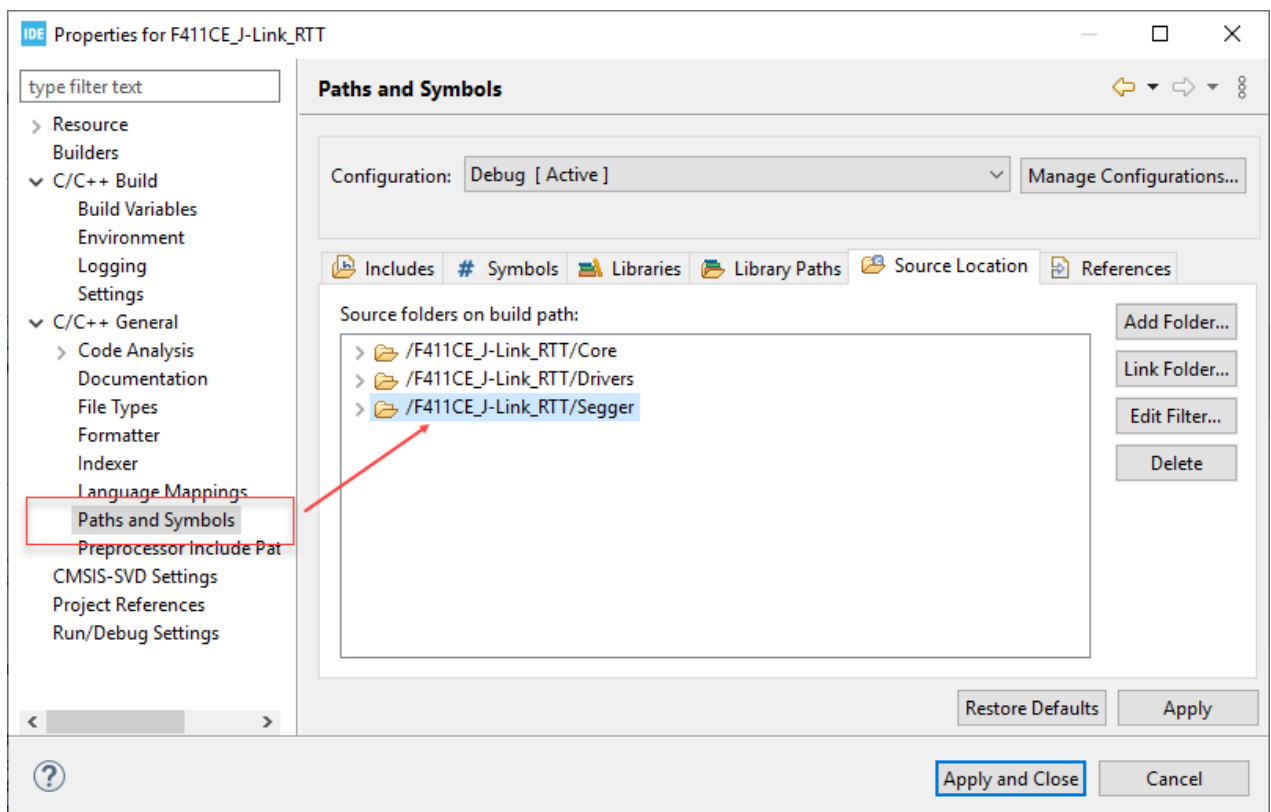 IDE Properties for F411CE_J-Link_RTT
type filter text
Resource
Builders
C/C++ Build
Build Variables
Environment
Logging
Settings
C/C++ General
Code Analysis
Documentation
File Types
Formatter
Indexer
Language Mappings
Paths and Symbols
Preprocessor Include Pat
CMSIS-SVD Settings
Project References
Run/Debug Settings
Paths and Symbols
Configuration: Debug [ Active ] Manage Configurations...
Includes # Symbols Libraries Library Paths Source Location References
Source folders on build path:
/F411CE_J-Link_RTT/Core
/F411CE_J-Link_RTT/Drivers
/F411CE_J-Link_RTT/Segger
Add Folder...
Link Folder...
Edit Filter...
Delete
Restore Defaults Apply
? Apply and Close Cancel